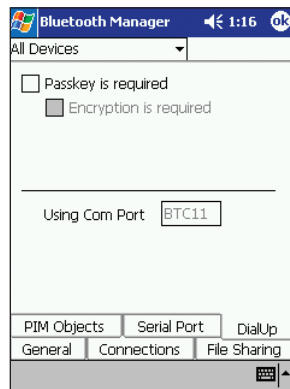 Bluetooth Manager 1:16 ok
All Devices
Passkey is required
Encryption is required
Using Com Port BTC11
PIM Objects Serial Port DialUp
General Connections File Sharing